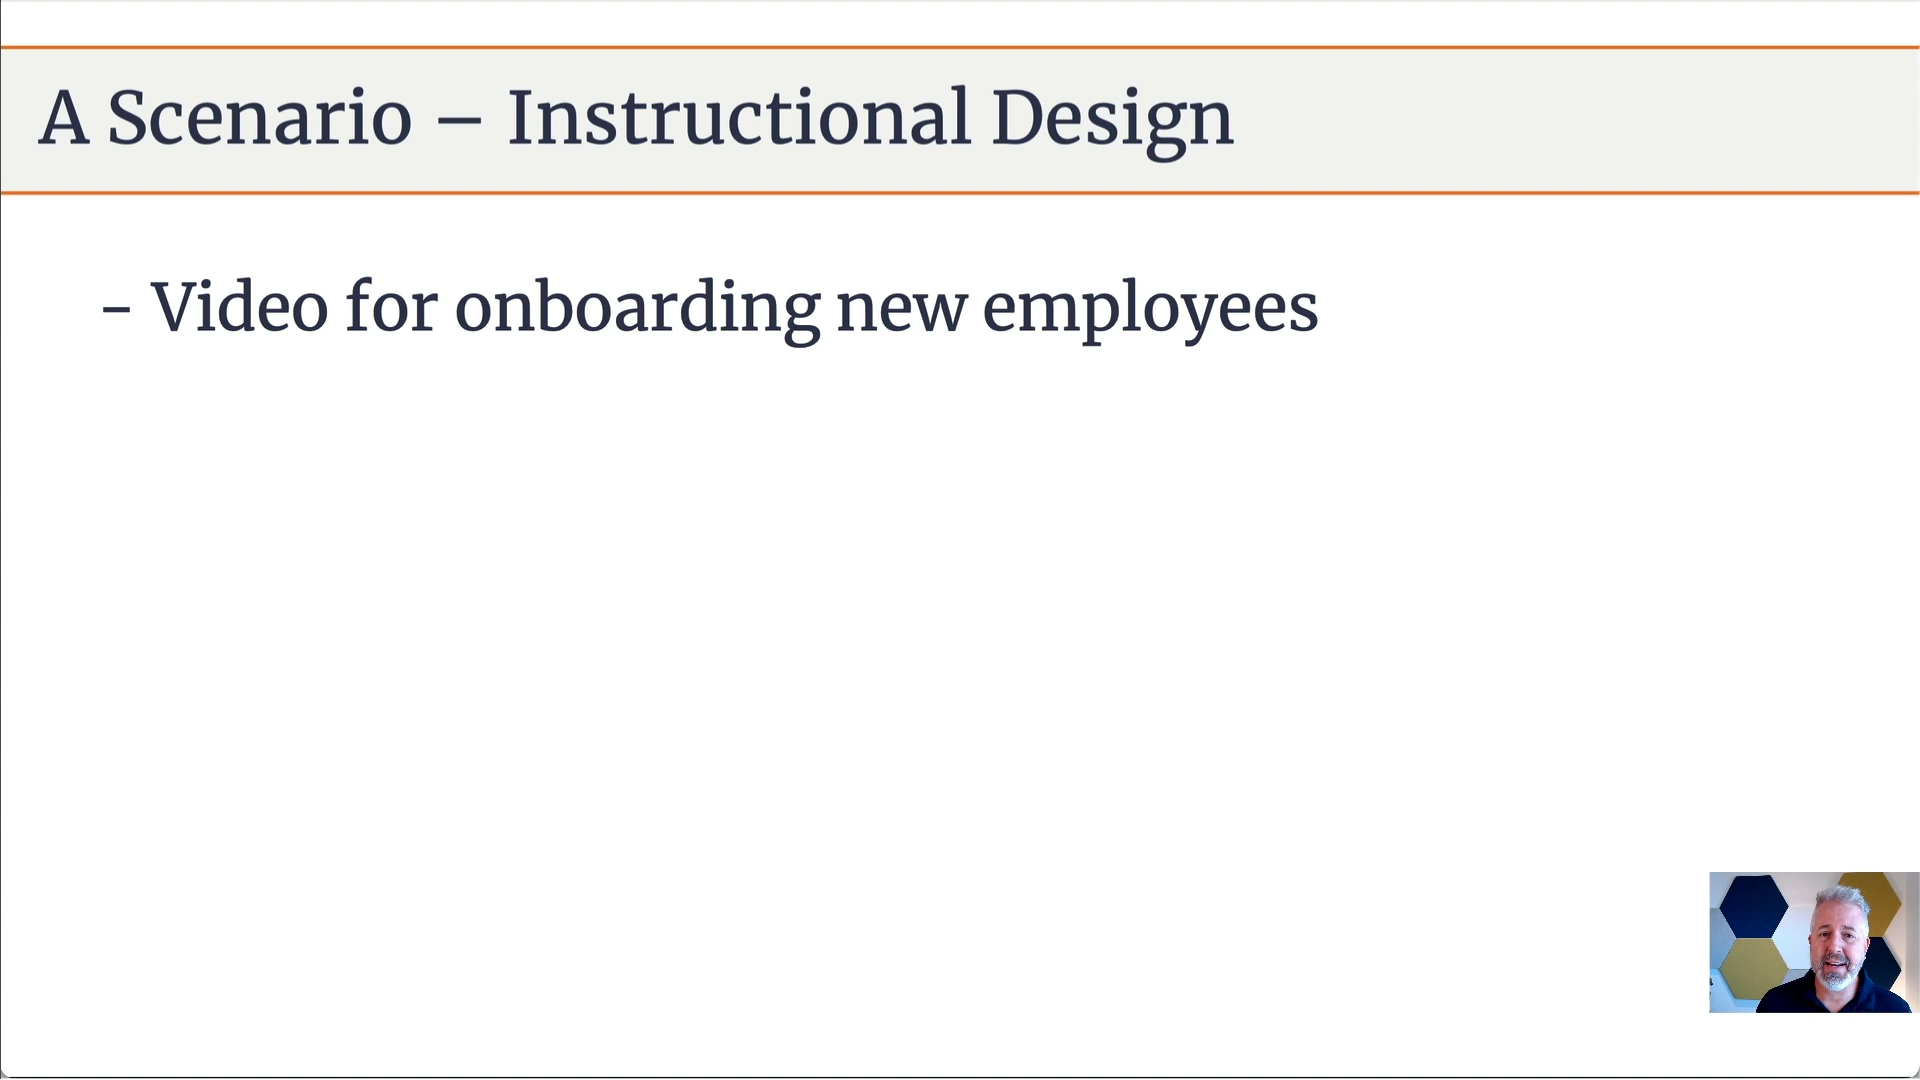 A Scenario – Instructional Design
- Video for onboarding new employees